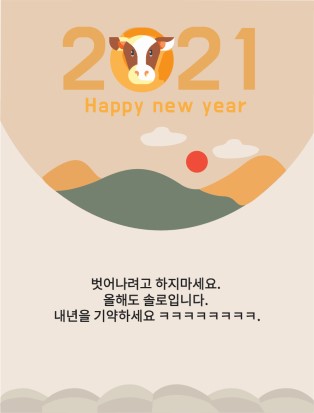 2021
Happy new year
벗어나려고 하지마세요.
올해도 솔로입니다.
내년을 기약하세요 ㅋㅋㅋㅋㅋㅋㅋㅋ.